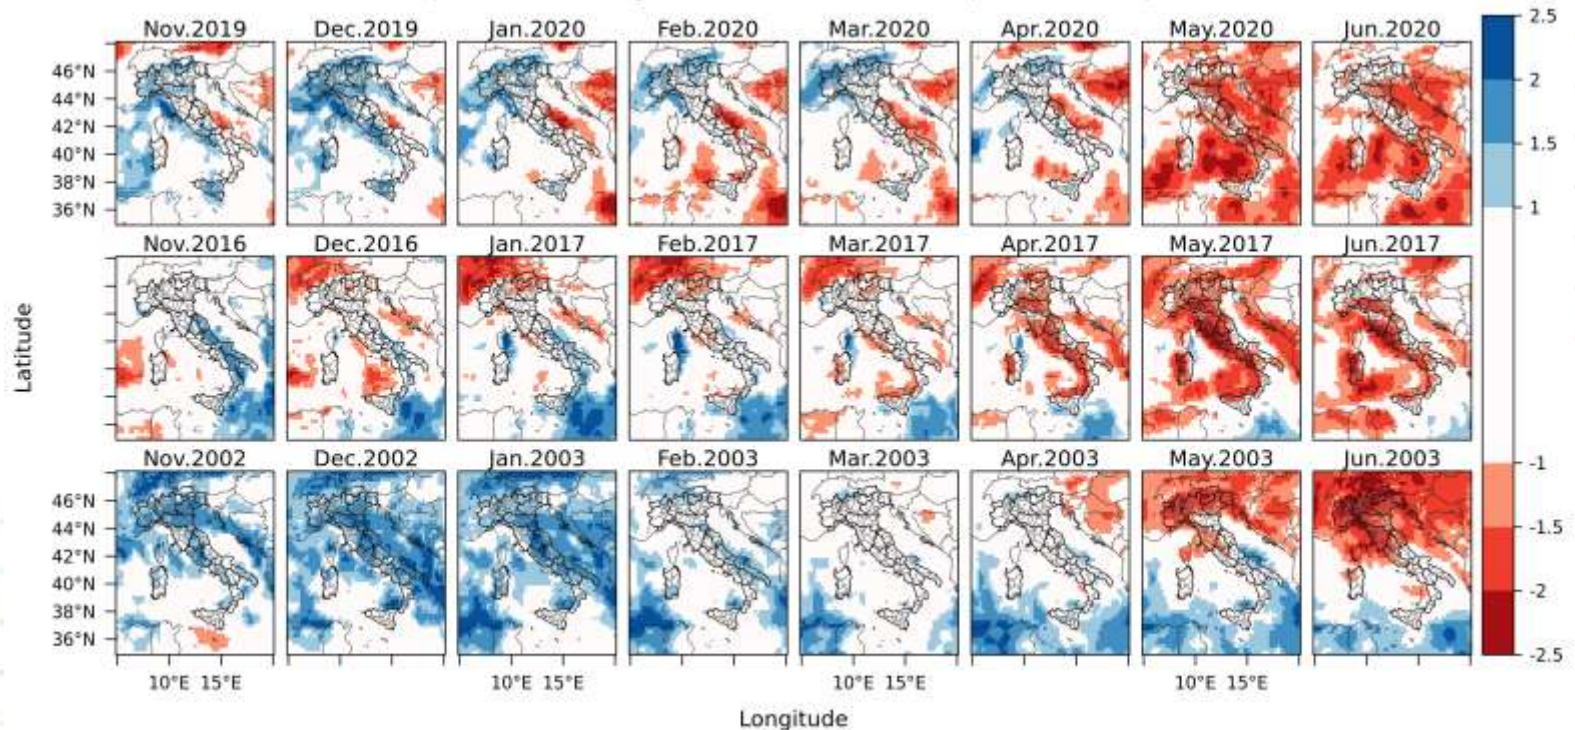 Nov.2019 Dec.2019 Jan.2020 Feb.2020 Mar.2020 Apr.2020 May.2020 Jun.2020
46°N
44°N
42°N
40°N
38°N
36°N
Nov.2016 Dec.2016 Jan.2017 Feb.2017 Mar.2017 Apr.2017 May.2017 Jun.2017
Latitude
Nov.2002 Dec.2002 Jan.2003 Feb.2003 Mar.2003 Apr.2003 May.2003 Jun.2003
46°N
44°N
42°N
40°N
38°N
36°N
10°E 15°E 10°E 15°E 10°E 15°E 10°E 15°E
Longitude
2.5
2
1.5
1
-1
-1.5
-2
-2.5